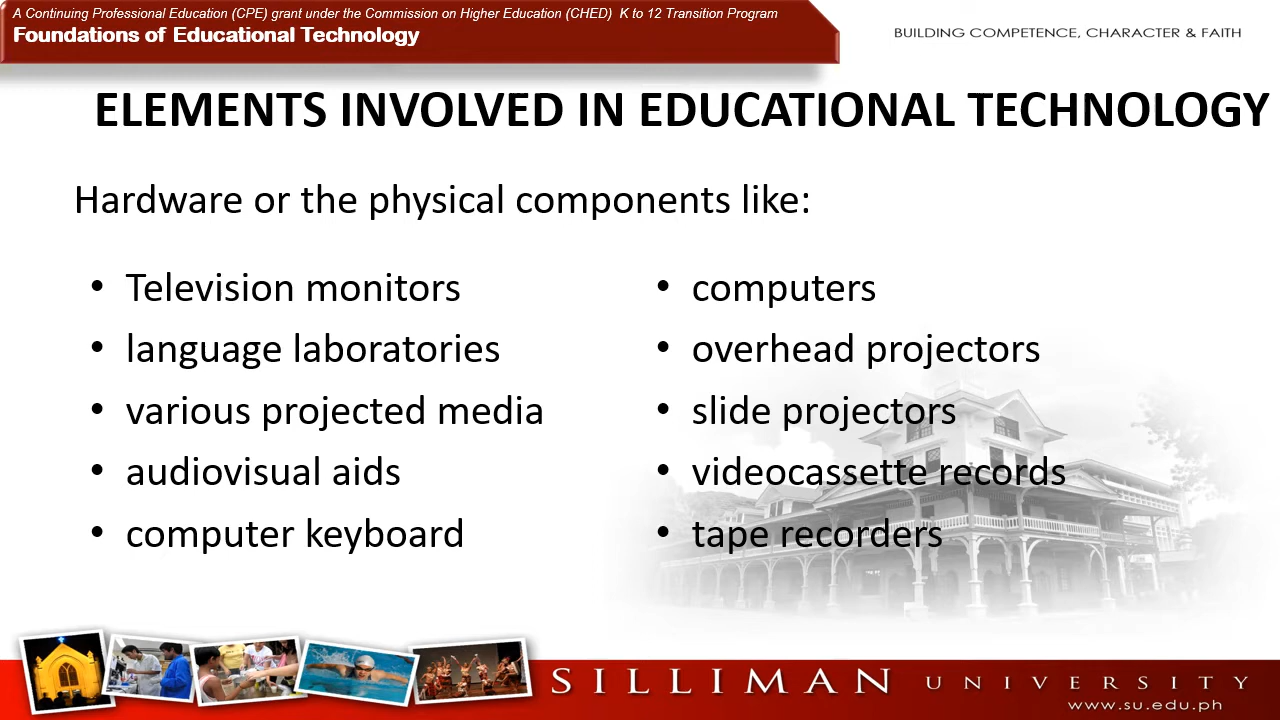 A Continuing Professional Education (CPE) grant under the Commission on Higher Education (CHED) K to 12 Transition Program
Foundations of Educational Technology
BUILDING COMPETENCE, CHARACTER & FAITH
ELEMENTS INVOLVED IN EDUCATIONAL TECHNOLOGY
Hardware or the physical components like:
• Television monitors
• language laboratories
• various projected media
• audiovisual aids
• computer keyboard
• computers
• overhead projectors
• slide projectors
• videocassette records
• tape recorders
SILLIMAN UNIVERSITY
www.su.edu.ph